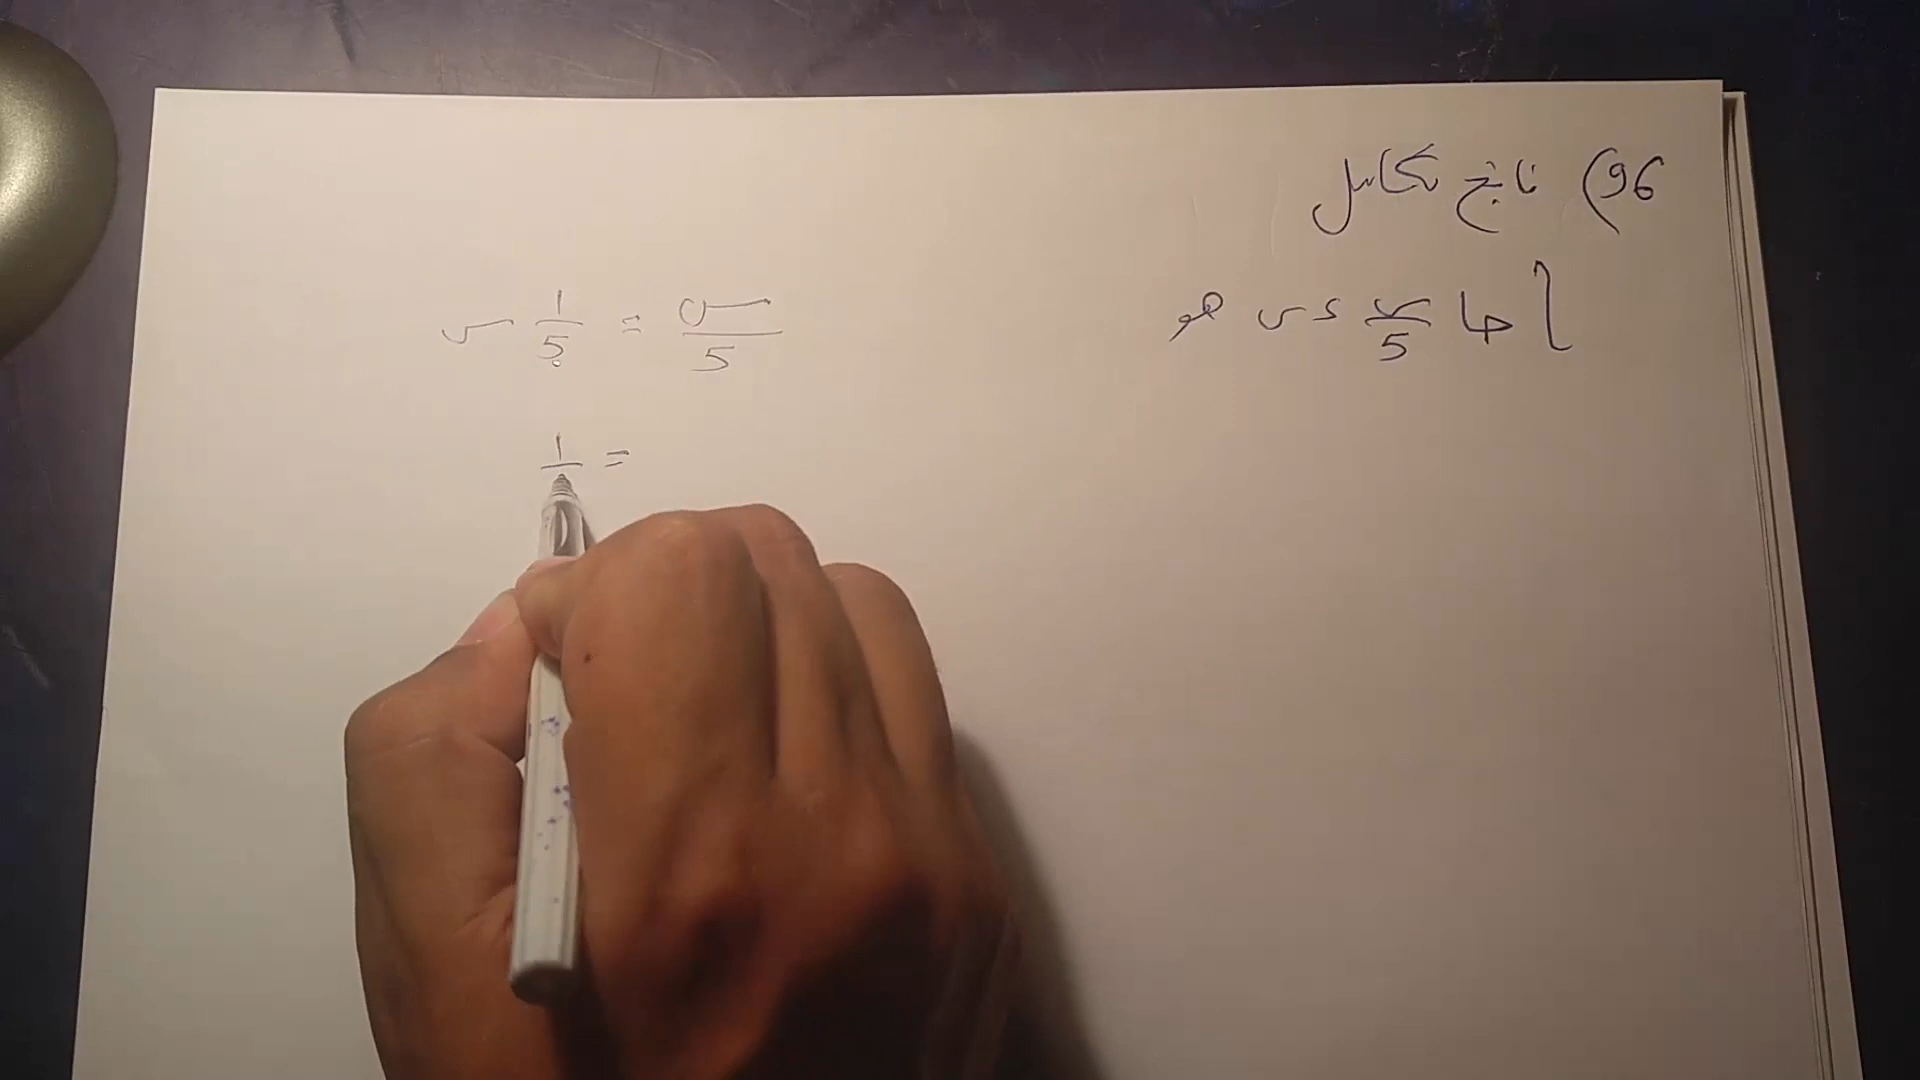 96) ناتج تكامل
∫ جا س/5 ءس هو
س/5 = 1/5 س
= 1/